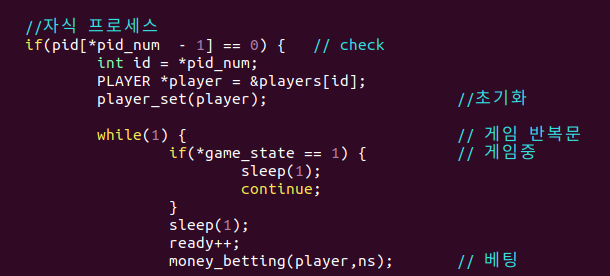 //자식 프로세스
if(pid[*pid_num  - 1] == 0) {   // check
        int id = *pid_num;
        PLAYER *player = &players[id];
        player_set(player);                     //초기화
        while(1) {                              // 게임 반복문
                if(*game_state == 1) {          // 게임중
                        sleep(1);
                        continue;
                }
                sleep(1);
                ready++;
                money_betting(player,ns);       // 베팅